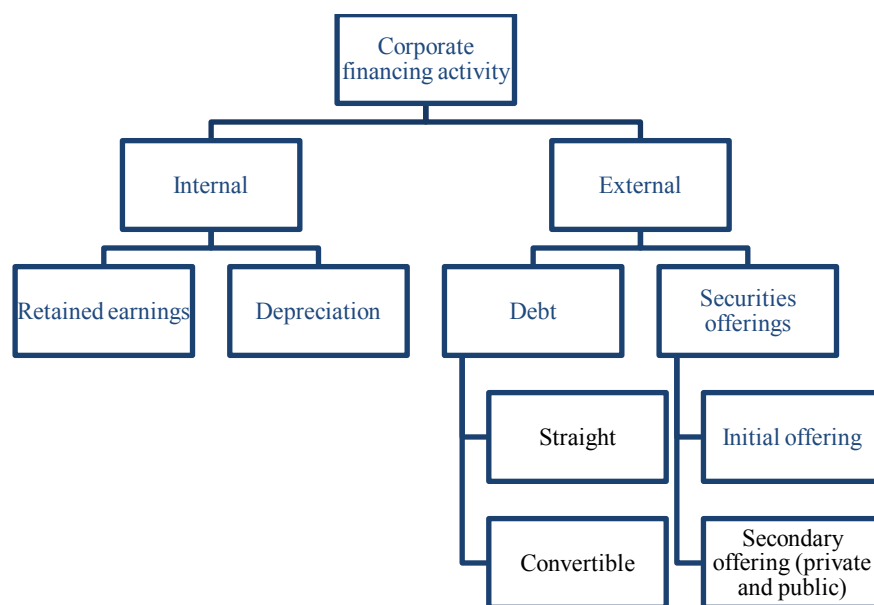 Corporate
financing activity
Internal
External
Retained earnings
Depreciation
Debt
Securities
offerings
Straight
Initial offering
Convertible
Secondary
offering (private
and public)